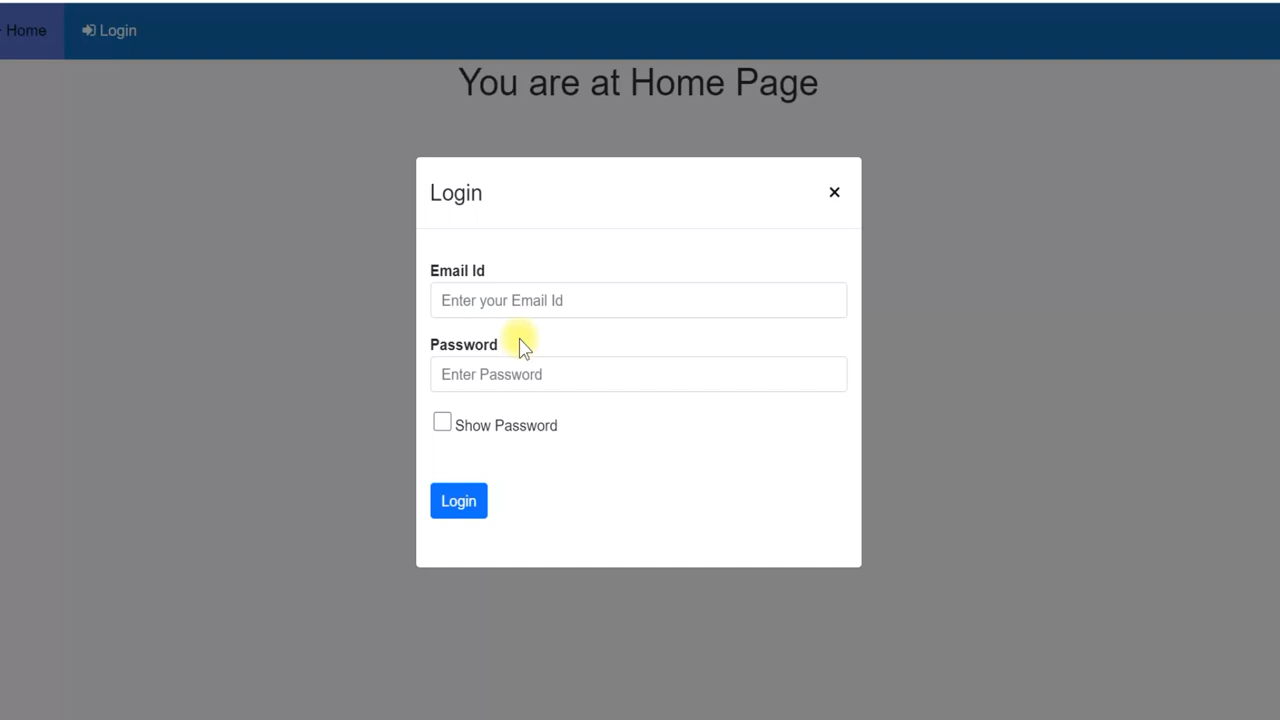 Home
Login
You are at Home Page
Login
×
Email Id
Enter your Email Id
Password
Enter Password
Show Password
Login